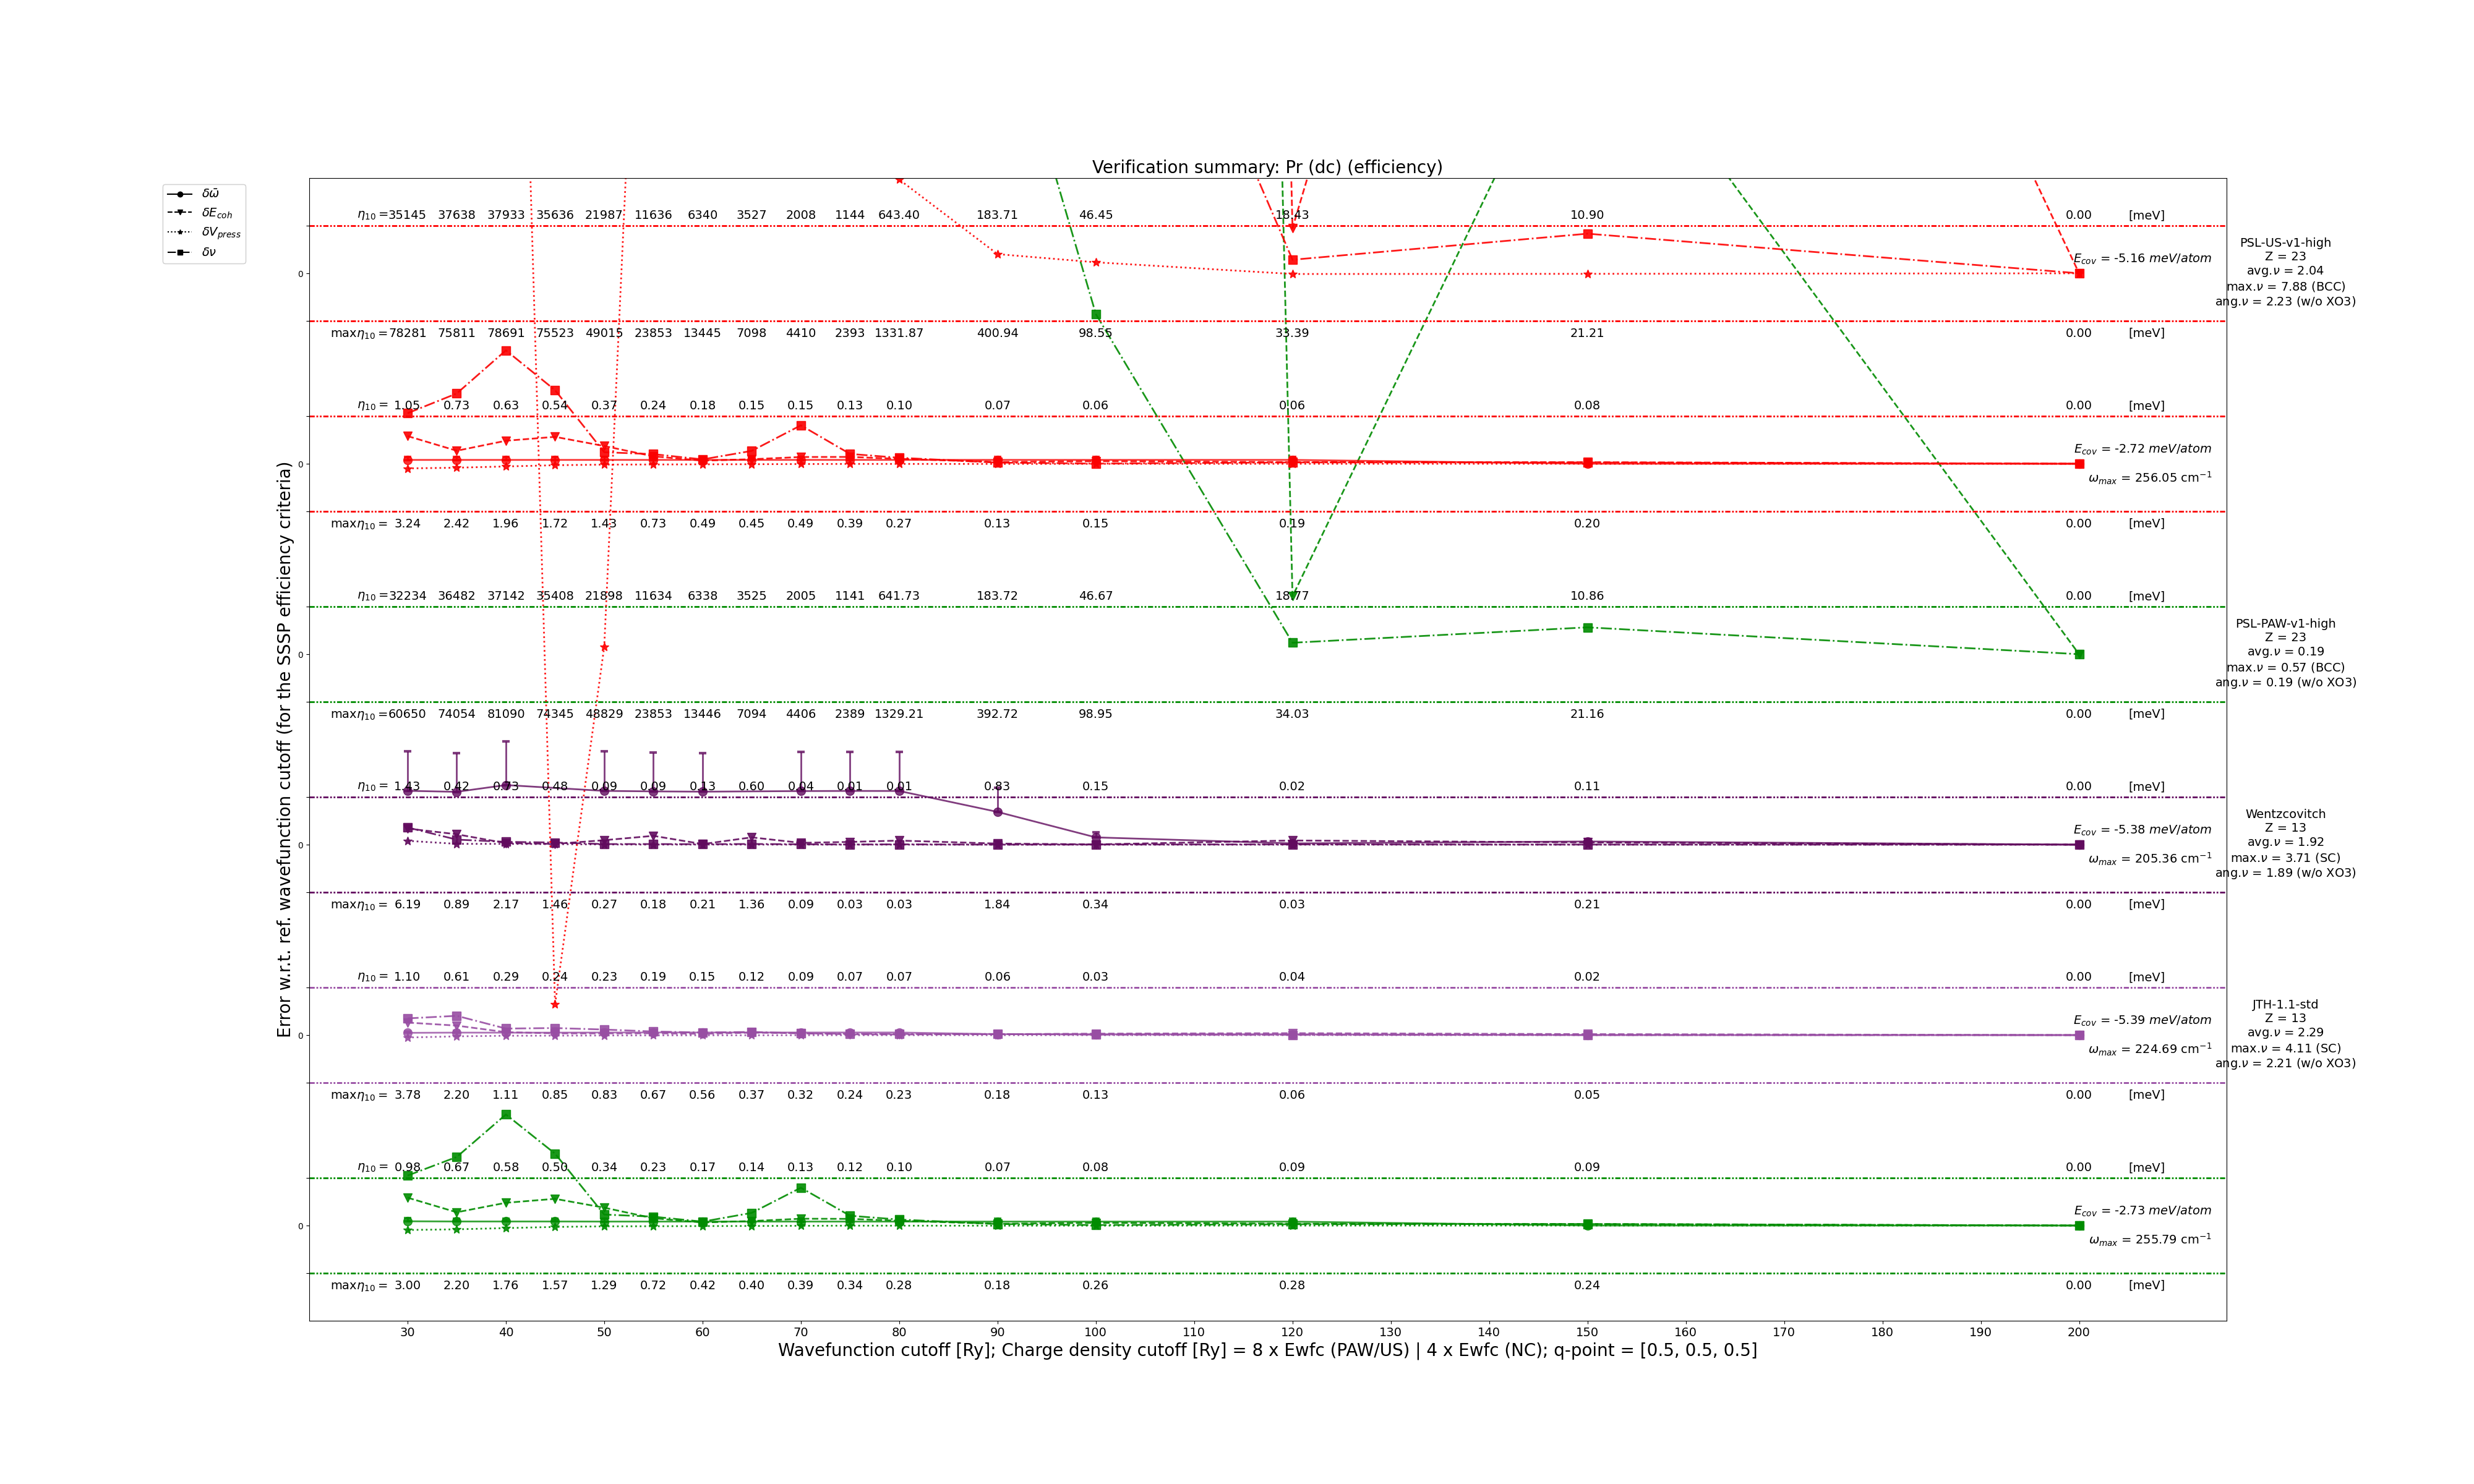 Verification summary: Pr (dc) (efficiency)
δω̄
δE_coh
δV_press
δν
Error w.r.t. ref. wavefunction cutoff (for the SSSP efficiency criteria)
η₁₀ = 35145 37638 37933 35636 21987 11636 6340 3527 2008 1144 643.40 183.71 46.45 18.43 10.90 0.00 [meV]
0
E_cov = -5.16 meV/atom
PSL-US-v1-high
Z = 23
avg.ν = 2.04
max.ν = 7.88 (BCC)
ang.ν = 2.23 (w/o XO3)
maxη₁₀ = 78281 75811 78691 75523 49015 23853 13445 7098 4410 2393 1331.87 400.94 98.55 33.39 21.21 0.00 [meV]
η₁₀ = 1.05 0.73 0.63 0.54 0.37 0.24 0.18 0.15 0.15 0.13 0.10 0.07 0.06 0.06 0.08 0.00 [meV]
0
E_cov = -2.72 meV/atom
ω_max = 256.05 cm⁻¹
maxη₁₀ = 3.24 2.42 1.96 1.72 1.43 0.73 0.49 0.45 0.49 0.39 0.27 0.13 0.15 0.19 0.20 0.00 [meV]
η₁₀ = 32234 36482 37142 35408 21898 11634 6338 3525 2005 1141 641.73 183.72 46.67 18.77 10.86 0.00 [meV]
0
PSL-PAW-v1-high
Z = 23
avg.ν = 0.19
max.ν = 0.57 (BCC)
ang.ν = 0.19 (w/o XO3)
maxη₁₀ = 60650 74054 81090 74345 48829 23853 13446 7094 4406 2389 1329.21 392.72 98.95 34.03 21.16 0.00 [meV]
η₁₀ = 1.43 0.42 0.73 0.48 0.09 0.09 0.13 0.60 0.04 0.01 0.01 0.83 0.15 0.02 0.11 0.00 [meV]
0
E_cov = -5.38 meV/atom
ω_max = 205.36 cm⁻¹
Wentzcovitch
Z = 13
avg.ν = 1.92
max.ν = 3.71 (SC)
ang.ν = 1.89 (w/o XO3)
maxη₁₀ = 6.19 0.89 2.17 1.46 0.27 0.18 0.21 1.36 0.09 0.03 0.03 1.84 0.34 0.03 0.21 0.00 [meV]
η₁₀ = 1.10 0.61 0.29 0.24 0.23 0.19 0.15 0.12 0.09 0.07 0.07 0.06 0.03 0.04 0.02 0.00 [meV]
0
E_cov = -5.39 meV/atom
ω_max = 224.69 cm⁻¹
JTH-1.1-std
Z = 13
avg.ν = 2.29
max.ν = 4.11 (SC)
ang.ν = 2.21 (w/o XO3)
maxη₁₀ = 3.78 2.20 1.11 0.85 0.83 0.67 0.56 0.37 0.32 0.24 0.23 0.18 0.13 0.06 0.05 0.00 [meV]
η₁₀ = 0.98 0.67 0.58 0.50 0.34 0.23 0.17 0.14 0.13 0.12 0.10 0.07 0.08 0.09 0.09 0.00 [meV]
0
E_cov = -2.73 meV/atom
ω_max = 255.79 cm⁻¹
maxη₁₀ = 3.00 2.20 1.76 1.57 1.29 0.72 0.42 0.40 0.39 0.34 0.28 0.18 0.26 0.28 0.24 0.00 [meV]
30 40 50 60 70 80 90 100 110 120 130 140 150 160 170 180 190 200
Wavefunction cutoff [Ry]; Charge density cutoff [Ry] = 8 x Ewfc (PAW/US) | 4 x Ewfc (NC); q-point = [0.5, 0.5, 0.5]